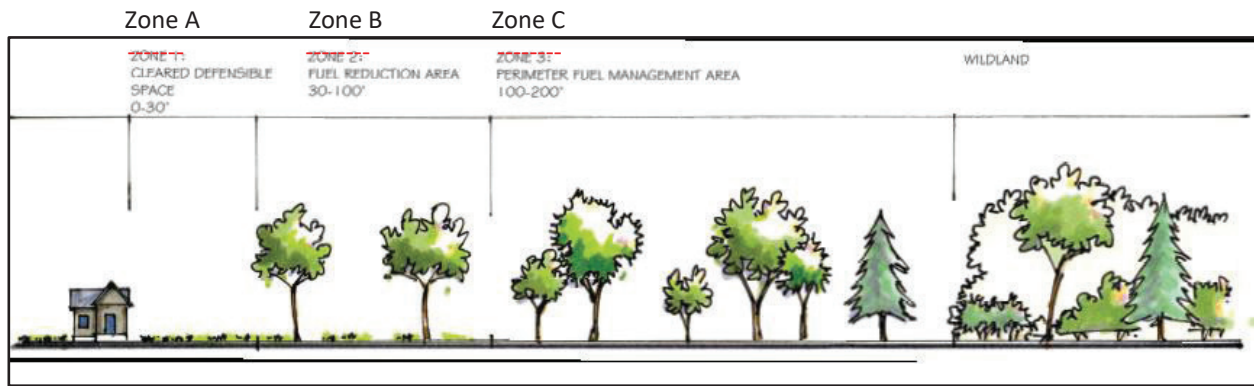 Zone A
Zone B
Zone C
ZONE 1:
CLEARED DEFENSIBLE
SPACE
0-30'
ZONE 2:
FUEL REDUCTION AREA
30-100'
ZONE 3:
PERIMETER FUEL MANAGEMENT AREA
100-200'
WILDLAND